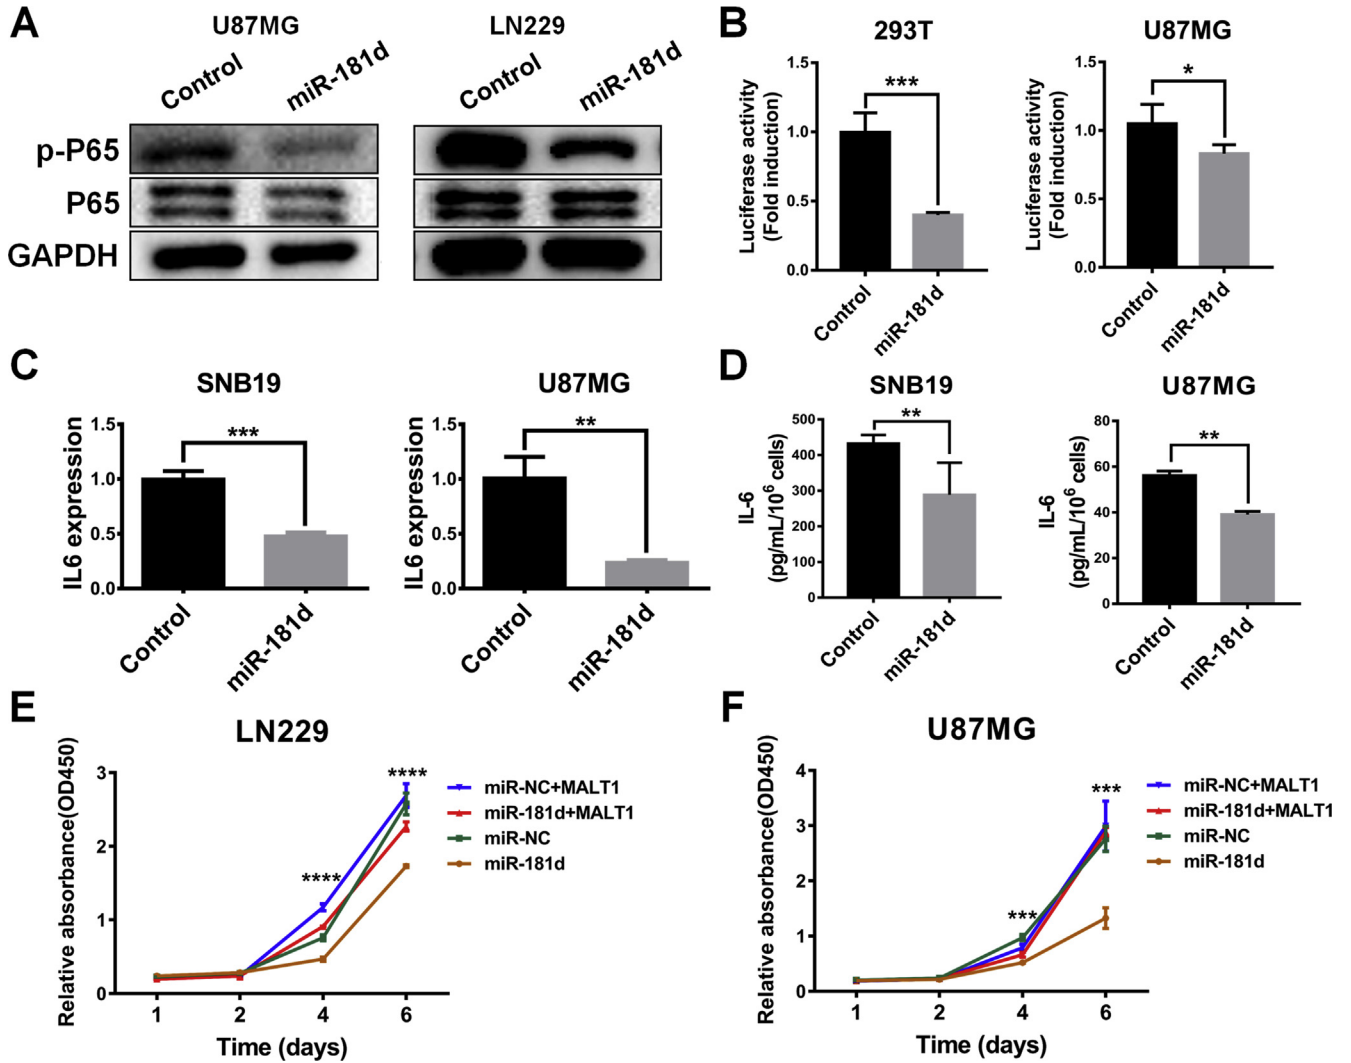 A
U87MG
LN229
Control
miR-181d
Control
miR-181d
p-P65
P65
GAPDH
B
293T
U87MG
Luciferase activity
(Fold induction)
1.5
1.0
0.5
0.0
***
Control
miR-181d
Luciferase activity
(Fold induction)
1.5
1.0
0.5
0.0
*
Control
miR-181d
C
SNB19
U87MG
IL6 expression
1.5
1.0
0.5
0.0
***
Control
miR-181d
IL6 expression
1.5
1.0
0.5
0.0
**
Control
miR-181d
D
SNB19
U87MG
IL-6
(pg/mL/10⁶ cells)
500
400
300
200
100
0
**
Control
miR-181d
IL-6
(pg/mL/10⁶ cells)
80
60
40
20
0
**
Control
miR-181d
E
LN229
Relative absorbance(OD450)
3
2
1
0
****
****
1 2 4 6
Time (days)
miR-NC+MALT1
miR-181d+MALT1
miR-NC
miR-181d
F
U87MG
Relative absorbance(OD450)
4
3
2
1
0
***
***
1 2 4 6
Time (days)
miR-NC+MALT1
miR-181d+MALT1
miR-NC
miR-181d